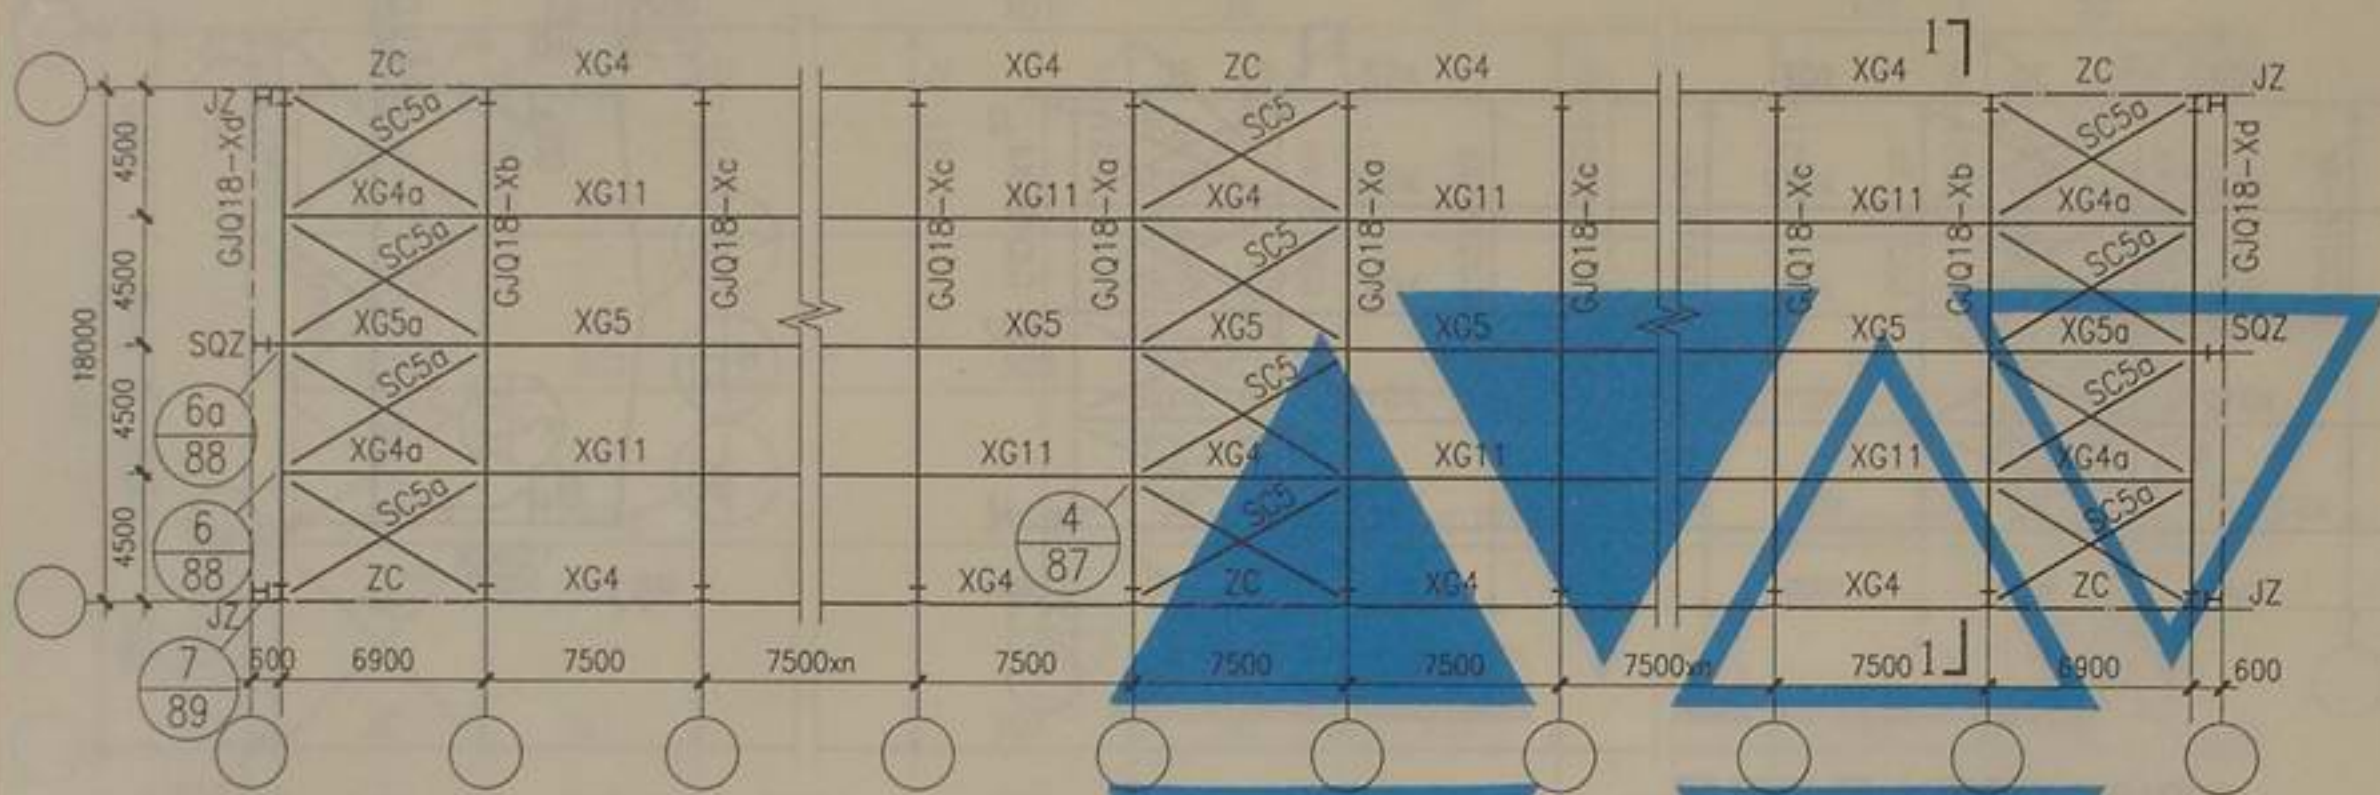 ZC XG4 XG4 ZC XG4 XG4 1 ZC
JZ JZ
SC5a SC5 SC5a
4500 GJQ18-Xd GJQ18-Xb GJQ18-Xc GJQ18-Xc GJQ18-Xa GJQ18-Xa GJQ18-Xc GJQ18-Xc GJQ18-Xb GJQ18-Xd
XG4a XG11 XG11 XG4 XG11 XG11 XG4a
SC5a SC5 SC5a
4500
XG5a XG5 XG5 XG5 XG5 XG5 XG5a
SQZ SQZ
18000
SC5a SC5 SC5a
4500
6a
88
XG4a XG11 XG11 XG4 XG11 XG11 XG4a
SC5a SC5 SC5a
4500
6
88
4
87
ZC XG4 XG4 ZC XG4 XG4 ZC
JZ JZ
7
89
600 6900 7500 7500xn 7500 7500 7500 7500xn 7500 1 6900 600